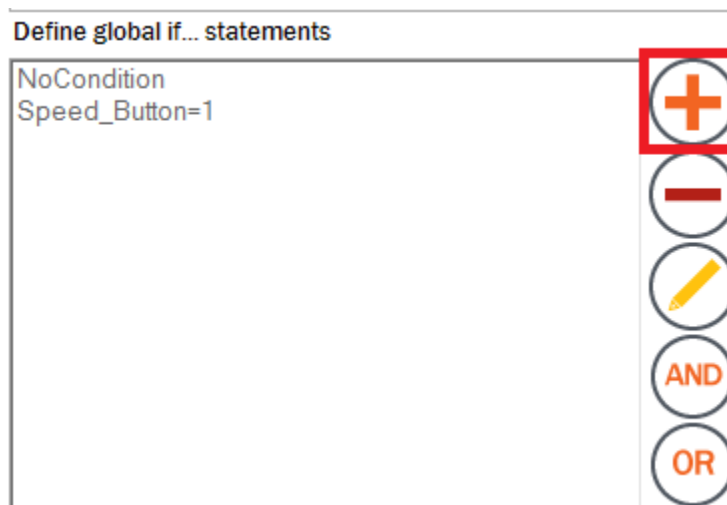 Define global if... statements
NoCondition
Speed_Button=1
AND
OR